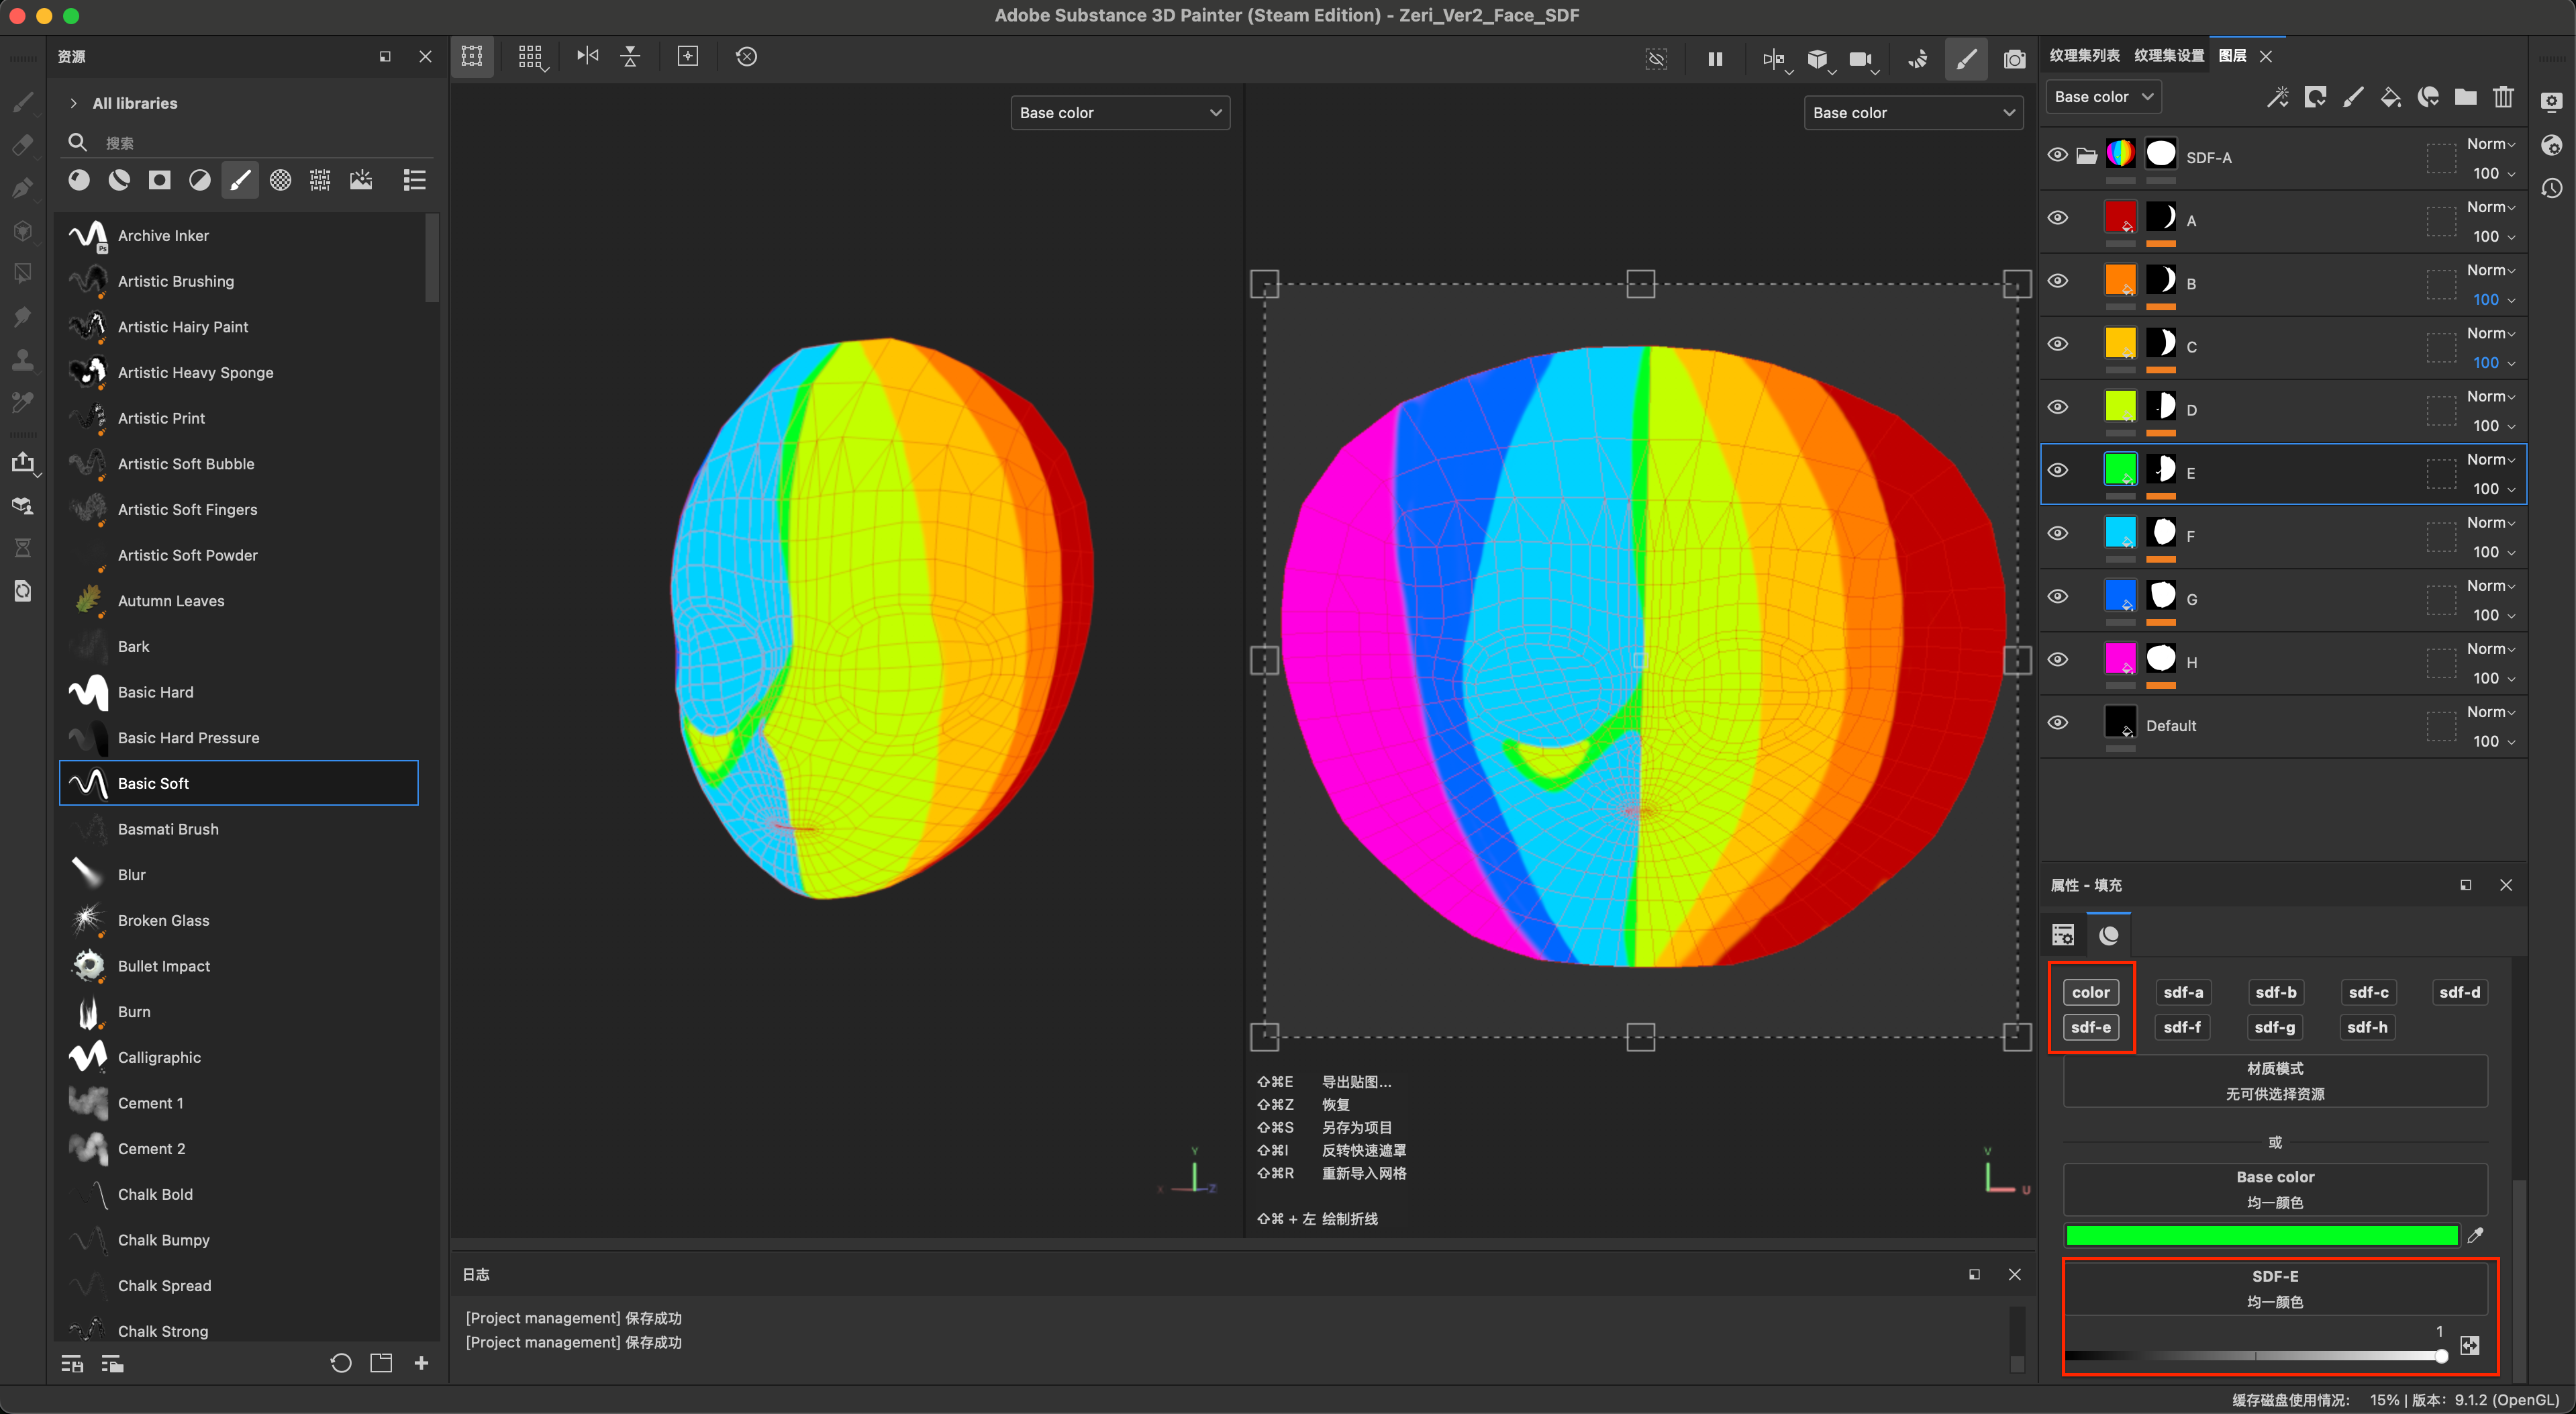 Adobe Substance 3D Painter (Steam Edition) - Zeri_Ver2_Face_SDF
资源
All libraries
搜索
Archive Inker
Artistic Brushing
Artistic Hairy Paint
Artistic Heavy Sponge
Artistic Print
Artistic Soft Bubble
Artistic Soft Fingers
Artistic Soft Powder
Autumn Leaves
Bark
Basic Hard
Basic Hard Pressure
Basic Soft
Basmati Brush
Blur
Broken Glass
Bullet Impact
Burn
Calligraphic
Cement 1
Cement 2
Chalk Bold
Chalk Bumpy
Chalk Spread
Chalk Strong
Base color
Base color
⇧⌘E 导出贴图...
⇧⌘Z 恢复
⇧⌘S 另存为项目
⇧⌘I 反转快速遮罩
⇧⌘R 重新导入网格
⇧⌘ + 左 绘制折线
Y
X Z
V
U
日志
[Project management] 保存成功
[Project management] 保存成功
纹理集列表 纹理集设置 图层
Base color
SDF-A Norm 100
A Norm 100
B Norm 100
C Norm 100
D Norm 100
E Norm 100
F Norm 100
G Norm 100
H Norm 100
Default Norm 100
属性 - 填充
color sdf-a sdf-b sdf-c sdf-d
sdf-e sdf-f sdf-g sdf-h
材质模式
无可供选择资源
或
Base color
均一颜色
SDF-E
均一颜色
1
缓存磁盘使用情况: 15% | 版本: 9.1.2 (OpenGL)